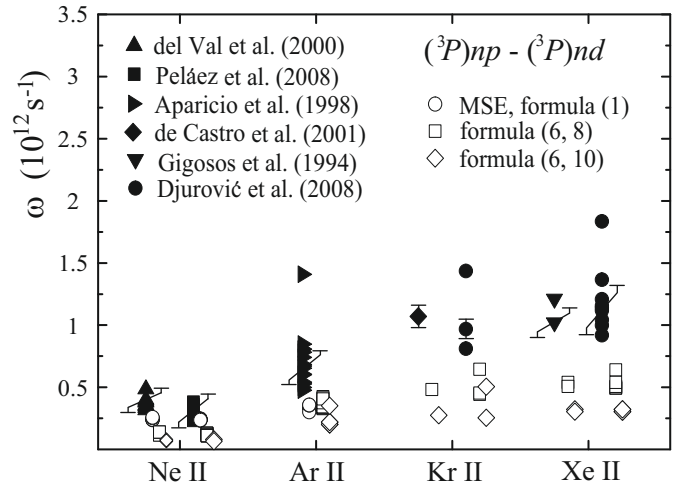 4
3.5
3
2.5
2
1.5
1
0.5
ω (10¹²s⁻¹)
del Val et al. (2000)
Peláez et al. (2008)
Aparicio et al. (1998)
de Castro et al. (2001)
Gigosos et al. (1994)
Djurović et al. (2008)
(³P)np - (³P)nd
MSE, formula (1)
formula (6, 8)
formula (6, 10)
Ne II Ar II Kr II Xe II